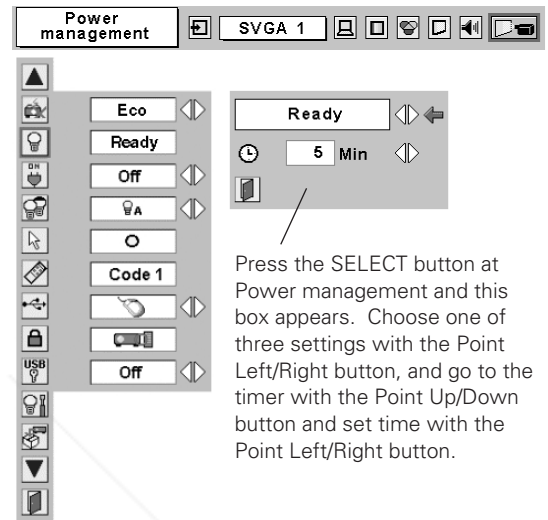 Power
management
SVGA 1
Eco
Ready
ON
Off
A
Code 1
USB
Off
Ready
5 Min
Press the SELECT button at
Power management and this
box appears.  Choose one of
three settings with the Point
Left/Right button, and go to the
timer with the Point Up/Down
button and set time with the
Point Left/Right button.